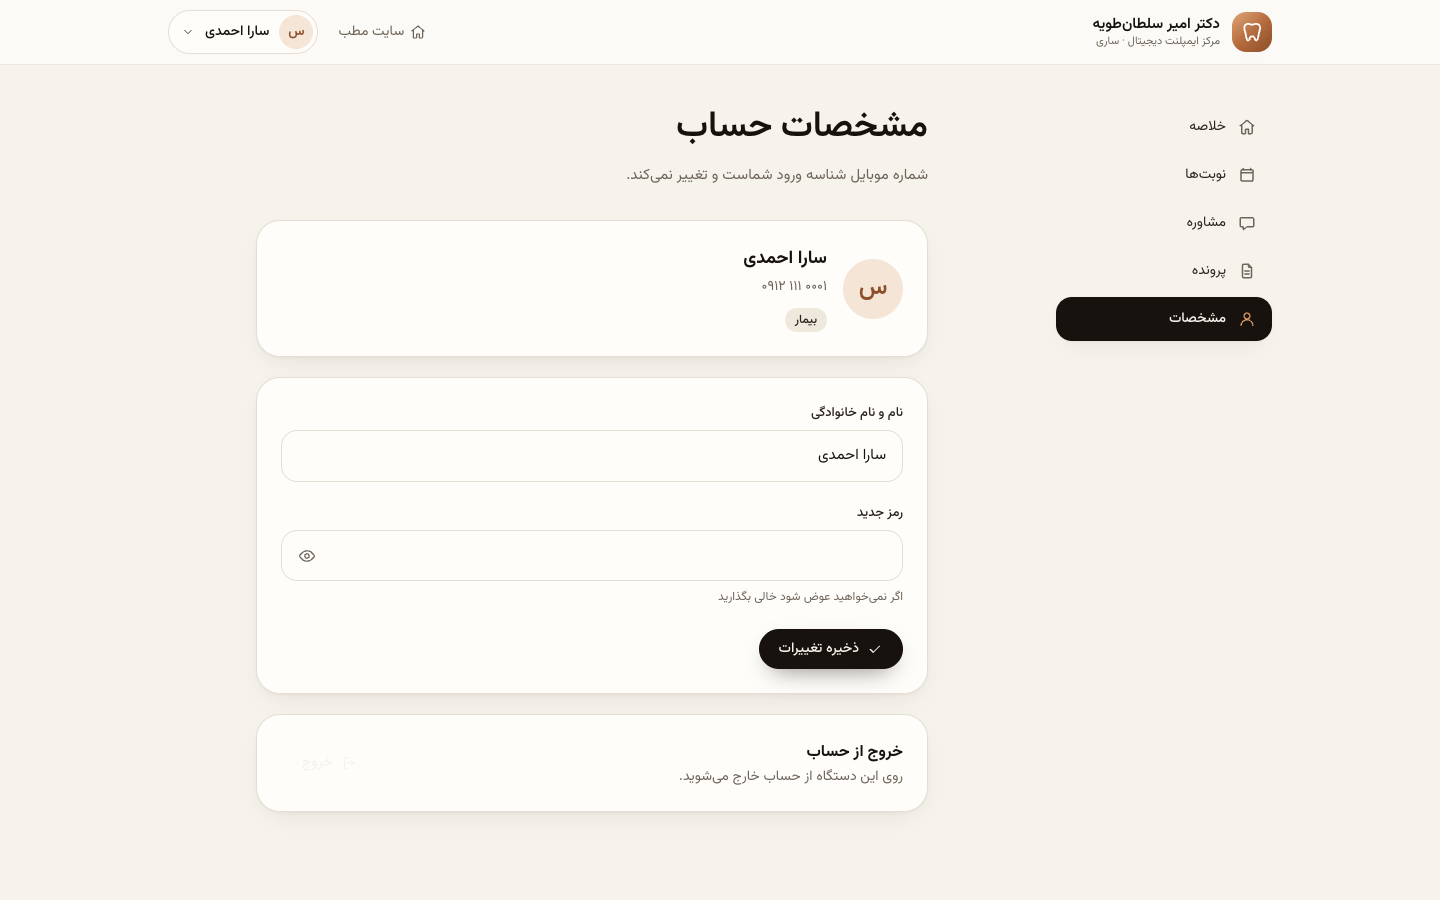 دکتر امیر سلطان‌طویه
مرکز ایمپلنت دیجیتال · ساری
سایت مطب
س
سارا احمدی
خلاصه
نوبت‌ها
مشاوره
پرونده
مشخصات
مشخصات حساب
شماره موبایل شناسه ورود شماست و تغییر نمی‌کند.
س
سارا احمدی
۰۹۱۲ ۱۱۱ ۰۰۰۱
بیمار
نام و نام خانوادگی
سارا احمدی
رمز جدید
اگر نمی‌خواهید عوض شود خالی بگذارید
ذخیره تغییرات
خروج از حساب
روی این دستگاه از حساب خارج می‌شوید.
خروج